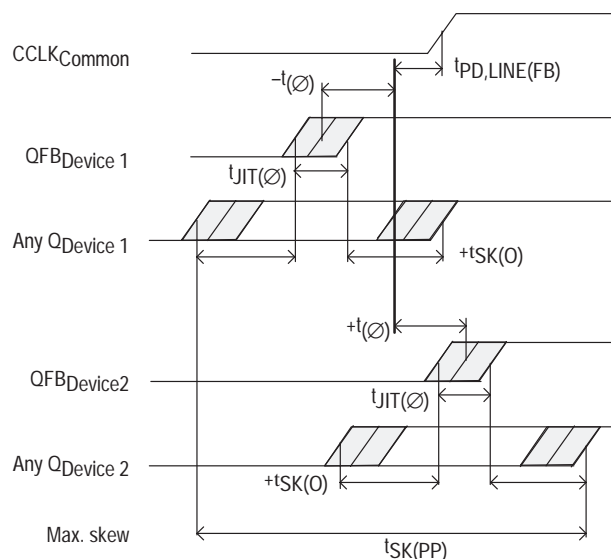 CCLKCommon
tPD,LINE(FB)
–t(∅)
QFBDevice 1
tJIT(∅)
Any QDevice 1
+tSK(O)
+t(∅)
QFBDevice2
tJIT(∅)
Any QDevice 2
+tSK(O)
Max. skew
tSK(PP)